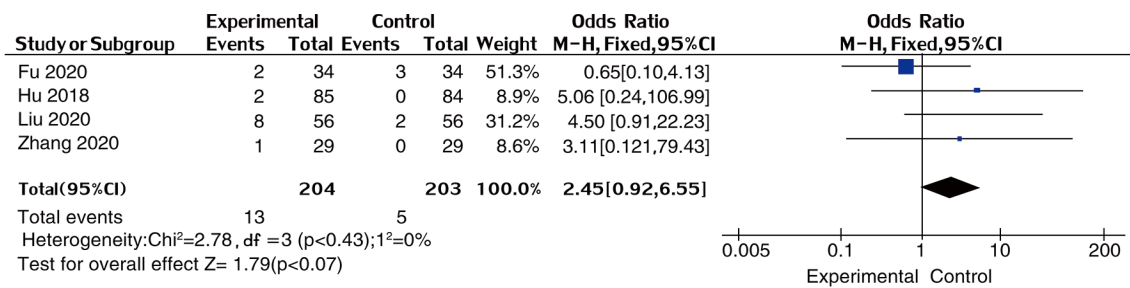 Experimental Control Odds Ratio Odds Ratio
Study or Subgroup Events Total Events Total Weight M-H, Fixed,95%CI M-H, Fixed,95%CI
Fu 2020 2 34 3 34 51.3% 0.65[0.10,4.13]
Hu 2018 2 85 0 84 8.9% 5.06 [0.24,106.99]
Liu 2020 8 56 2 56 31.2% 4.50 [0.91,22.23]
Zhang 2020 1 29 0 29 8.6% 3.11[0.121,79.43]
Total(95%CI) 204 203 100.0% 2.45[0.92,6.55]
Total events 13 5
Heterogeneity:Chi²=2.78, df =3 (p<0.43);1²=0%
Test for overall effect Z= 1.79(p<0.07)
0.005 0.1 1 10 200
Experimental Control